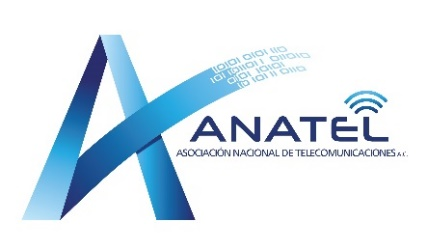 ANATEL
ASOCIACIÓN NACIONAL DE TELECOMUNICACIONES A.C.